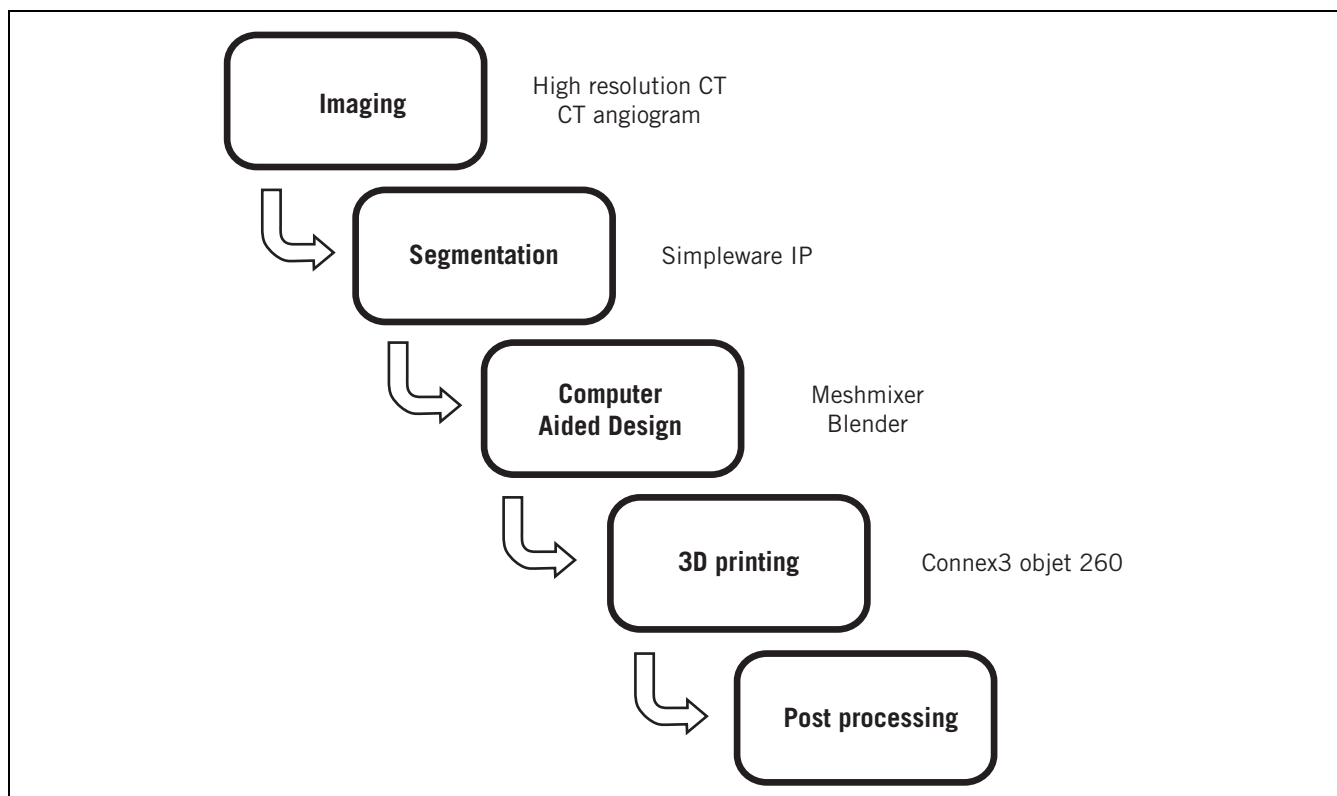 Imaging
High resolution CT
CT angiogram
Segmentation
Simpleware IP
Computer
Aided Design
Meshmixer
Blender
3D printing
Connex3 objet 260
Post processing